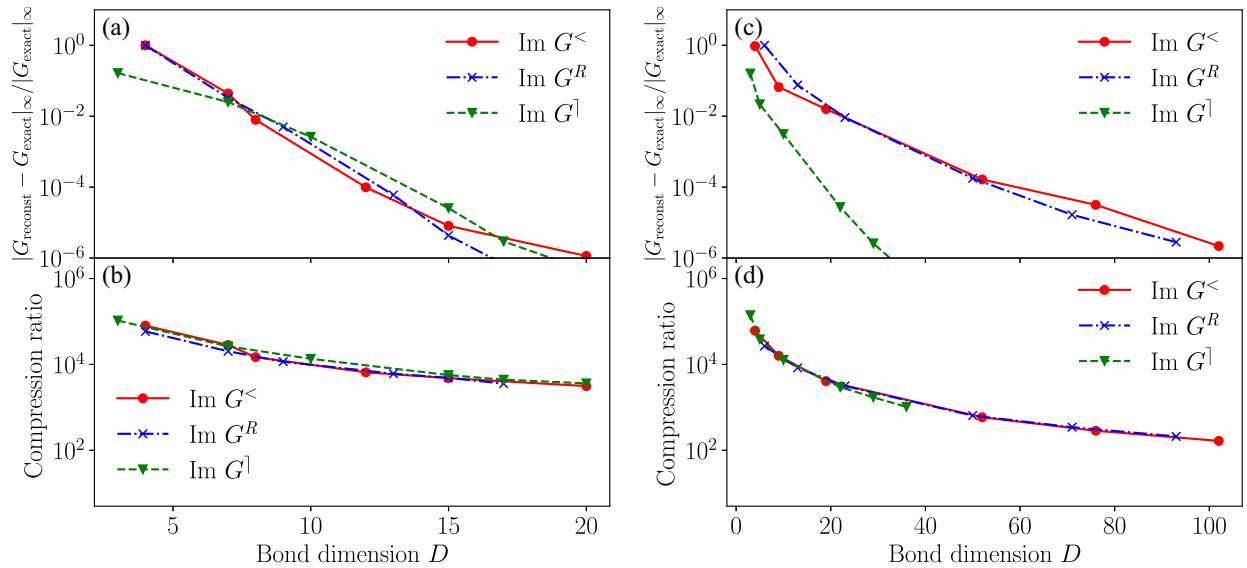 (a)
|G_reconst − G_exact|_∞/|G_exact|_∞
10^0
10^−2
10^−4
10^−6
Im G^<
Im G^R
Im G^⌉
(b)
Compression ratio
10^6
10^4
10^2
Im G^<
Im G^R
Im G^⌉
5 10 15 20
Bond dimension D
(c)
|G_reconst − G_exact|_∞/|G_exact|_∞
10^0
10^−2
10^−4
10^−6
Im G^<
Im G^R
Im G^⌉
(d)
Compression ratio
10^6
10^4
10^2
Im G^<
Im G^R
Im G^⌉
0 20 40 60 80 100
Bond dimension D